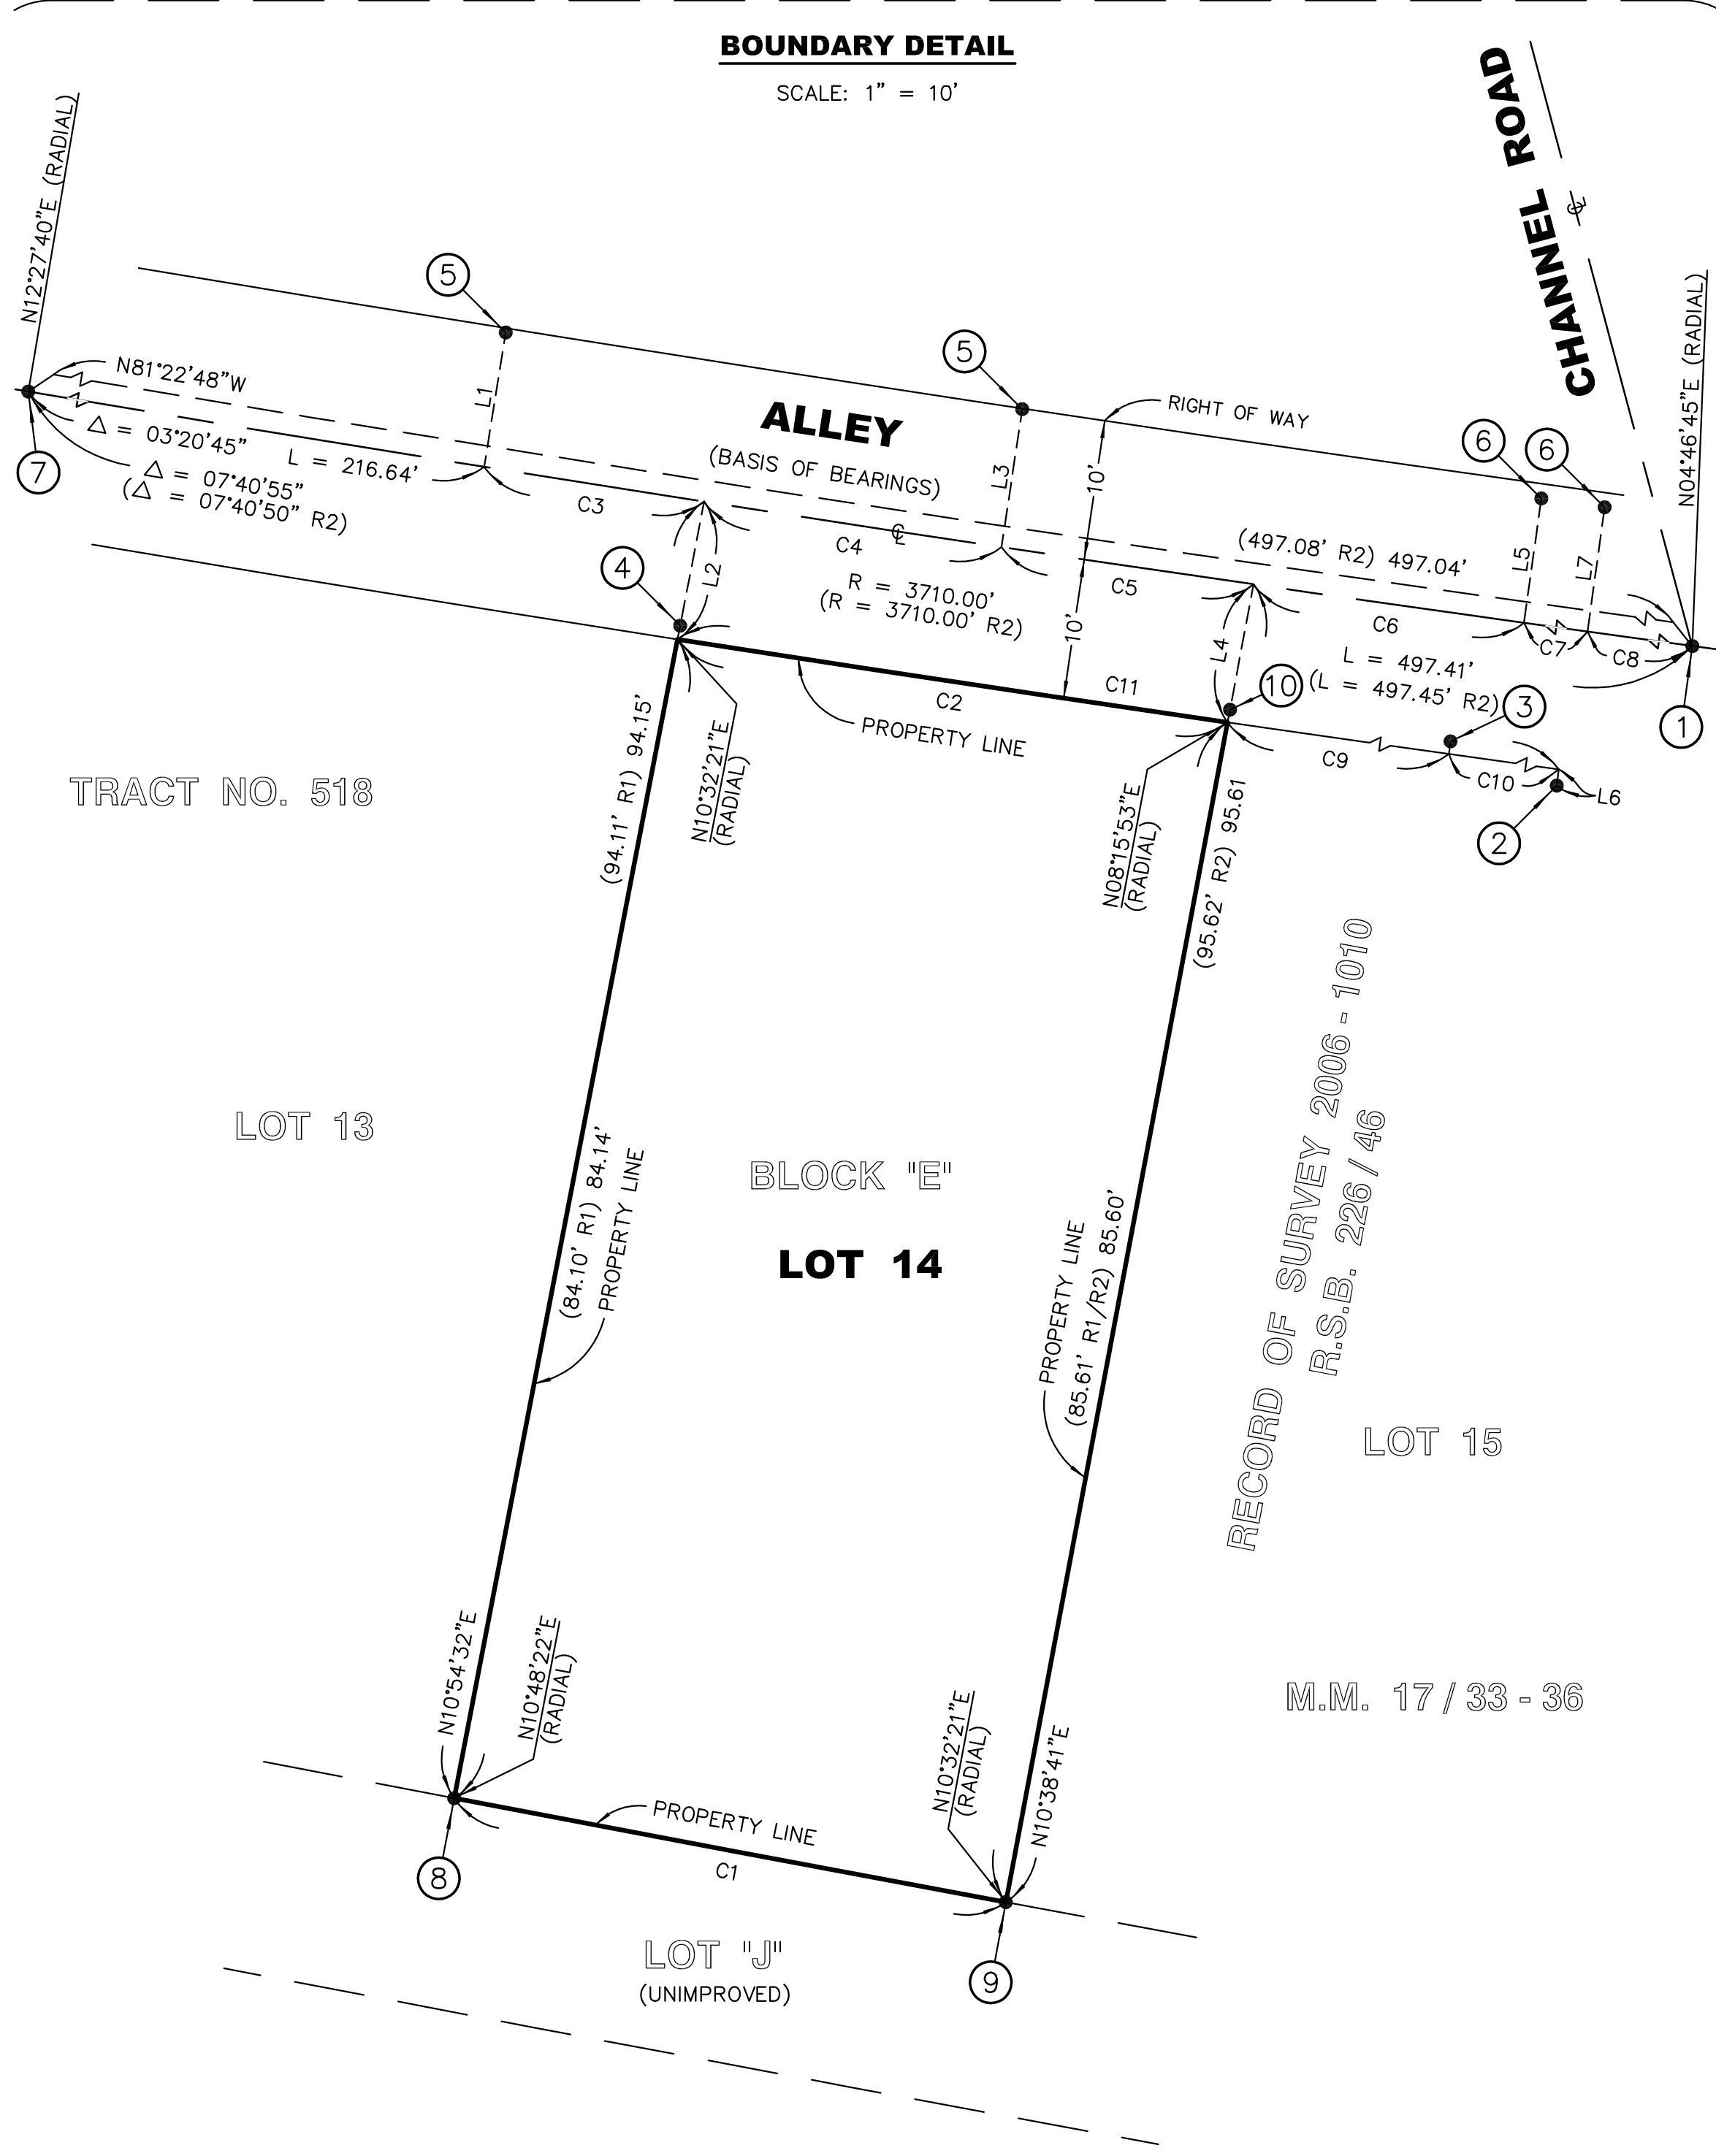 BOUNDARY DETAIL
SCALE: 1" = 10'
CHANNEL ROAD
℄
N12°27'40"E (RADIAL)
N04°46'45"E (RADIAL)
5
5
6
6
N81°22'48"W
L1
ALLEY
(BASIS OF BEARINGS)
L3
10'
RIGHT OF WAY
7
Δ = 03°20'45"
L = 216.64'
Δ = 07°40'55"
(Δ = 07°40'50" R2)
C3
C4
℄
C5
(497.08' R2) 497.04'
L5
L7
4
L2
R = 3710.00'
(R = 3710.00' R2)
10'
L4
C6
C7
C8
L = 497.41'
(L = 497.45' R2)
10
3
1
C2
C11
PROPERTY LINE
C9
C10
L6
2
(94.11' R1) 94.15'
N10°32'21"E
(RADIAL)
N08°15'53"E
(RADIAL)
(95.62' R2) 95.61
TRACT NO. 518
LOT 13
BLOCK "E"
LOT 14
(84.10' R1) 84.14'
PROPERTY LINE
PROPERTY LINE
(85.61' R1/R2) 85.60'
RECORD OF SURVEY 2006 - 1010
R.S.B. 226 / 46
LOT 15
M.M. 17 / 33 - 36
N10°54'32"E
N10°48'22"E
(RADIAL)
N10°32'21"E
(RADIAL)
N10°38'41"E
PROPERTY LINE
C1
8
9
LOT "J"
(UNIMPROVED)